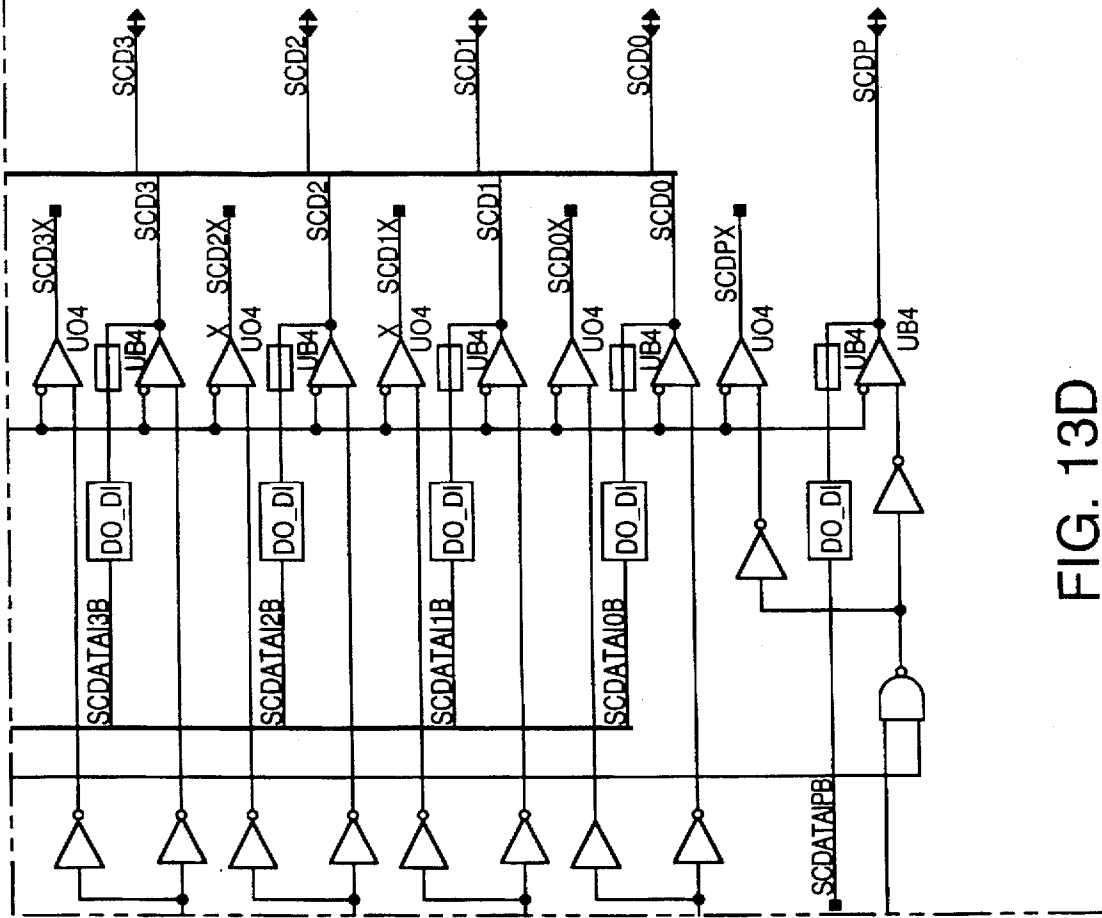 SCD3
SCD2
SCD1
SCD0
SCDP
SCD3X
SCD3
SCD2X
SCD2
SCD1X
SCD1
SCD0X
SCD0
SCDPX
UO4
UB4
X
UO4
UB4
X
UO4
UB4
UO4
UB4
UO4
UB4
UB4
DO_DI
DO_DI
DO_DI
DO_DI
DO_DI
SCDATAI3B
SCDATAI2B
SCDATAI1B
SCDATAI0B
SCDATAIPB
FIG. 13D